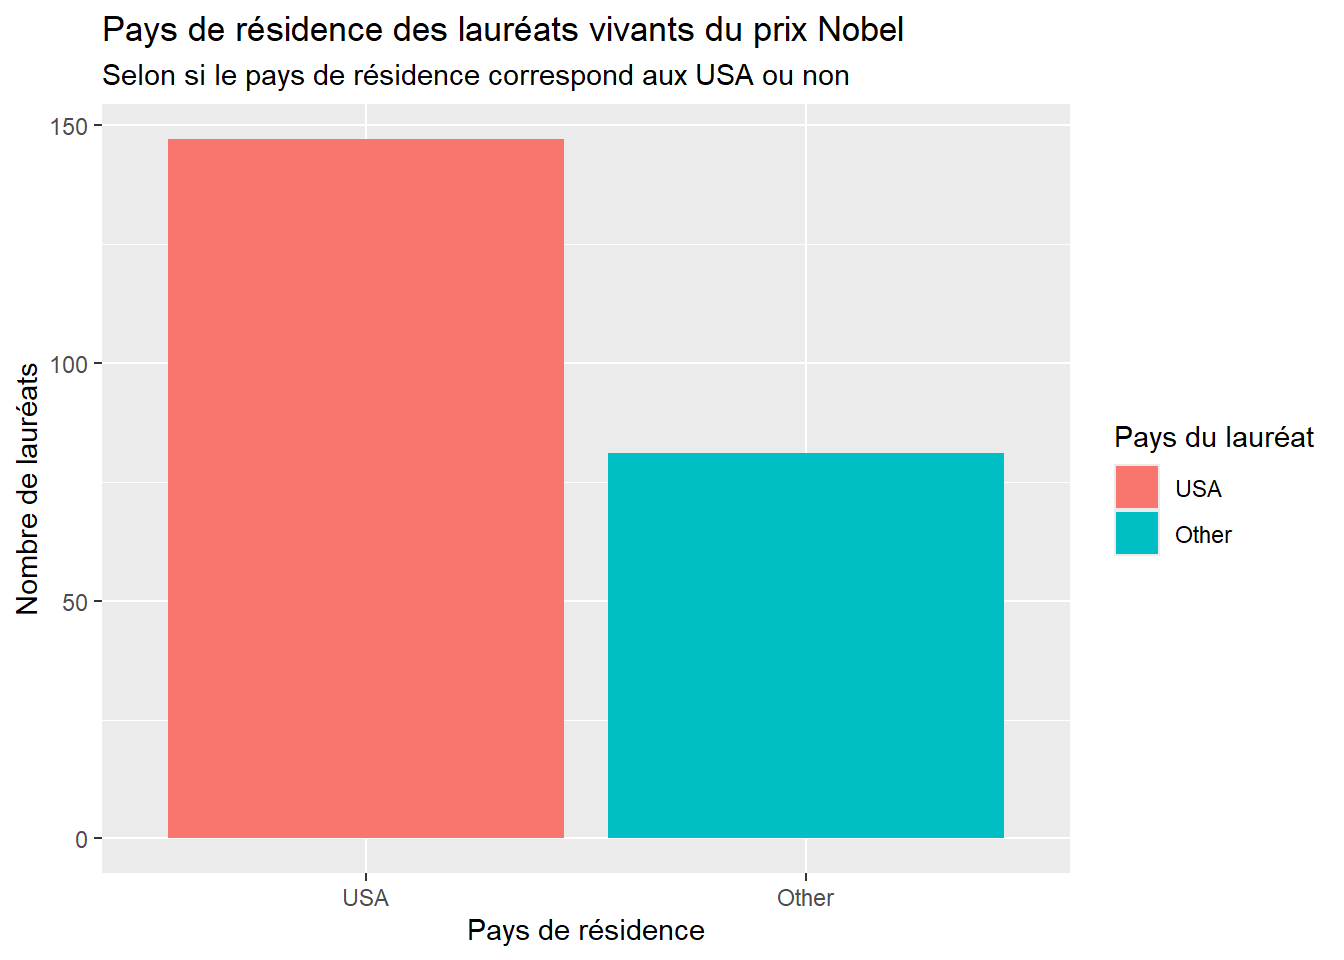 Pays de résidence des lauréats vivants du prix Nobel
Selon si le pays de résidence correspond aux USA ou non
150
100
50
0
Nombre de lauréats
USA
Other
Pays de résidence
Pays du lauréat
USA
Other